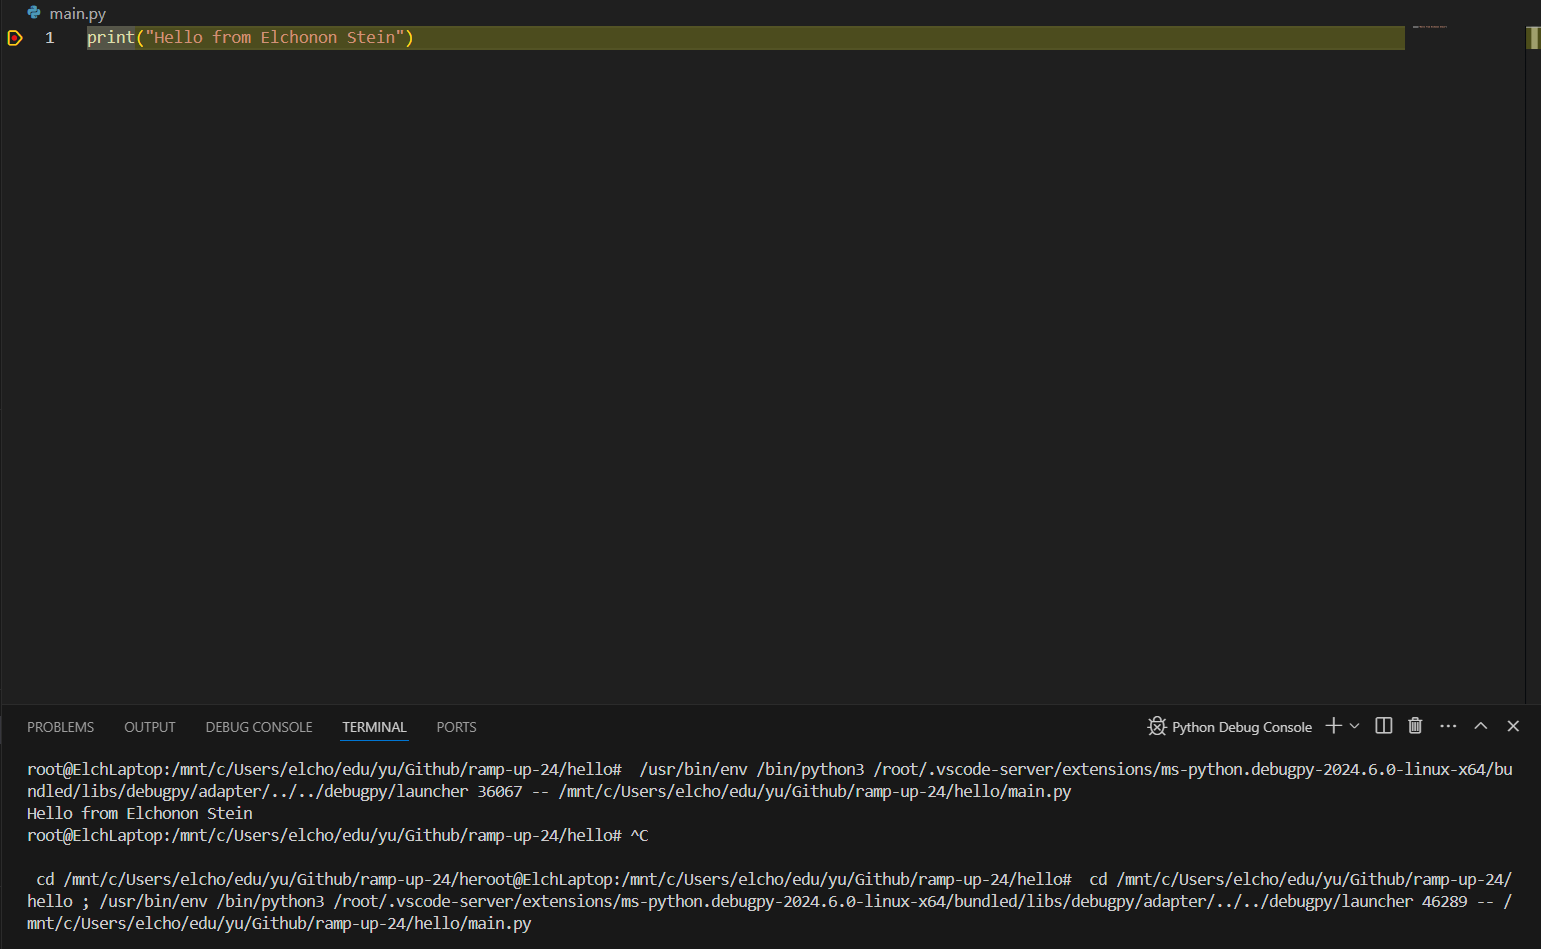 main.py
1 print("Hello from Elchonon Stein")
PROBLEMS OUTPUT DEBUG CONSOLE TERMINAL PORTS Python Debug Console
root@ElchLaptop:/mnt/c/Users/elcho/edu/yu/Github/ramp-up-24/hello#  /usr/bin/env /bin/python3 /root/.vscode-server/extensions/ms-python.debugpy-2024.6.0-linux-x64/bu
ndled/libs/debugpy/adapter/../../debugpy/launcher 36067 -- /mnt/c/Users/elcho/edu/yu/Github/ramp-up-24/hello/main.py
Hello from Elchonon Stein
root@ElchLaptop:/mnt/c/Users/elcho/edu/yu/Github/ramp-up-24/hello# ^C
cd /mnt/c/Users/elcho/edu/yu/Github/ramp-up-24/heroot@ElchLaptop:/mnt/c/Users/elcho/edu/yu/Github/ramp-up-24/hello#  cd /mnt/c/Users/elcho/edu/yu/Github/ramp-up-24/
hello ; /usr/bin/env /bin/python3 /root/.vscode-server/extensions/ms-python.debugpy-2024.6.0-linux-x64/bundled/libs/debugpy/adapter/../../debugpy/launcher 46289 -- /
mnt/c/Users/elcho/edu/yu/Github/ramp-up-24/hello/main.py